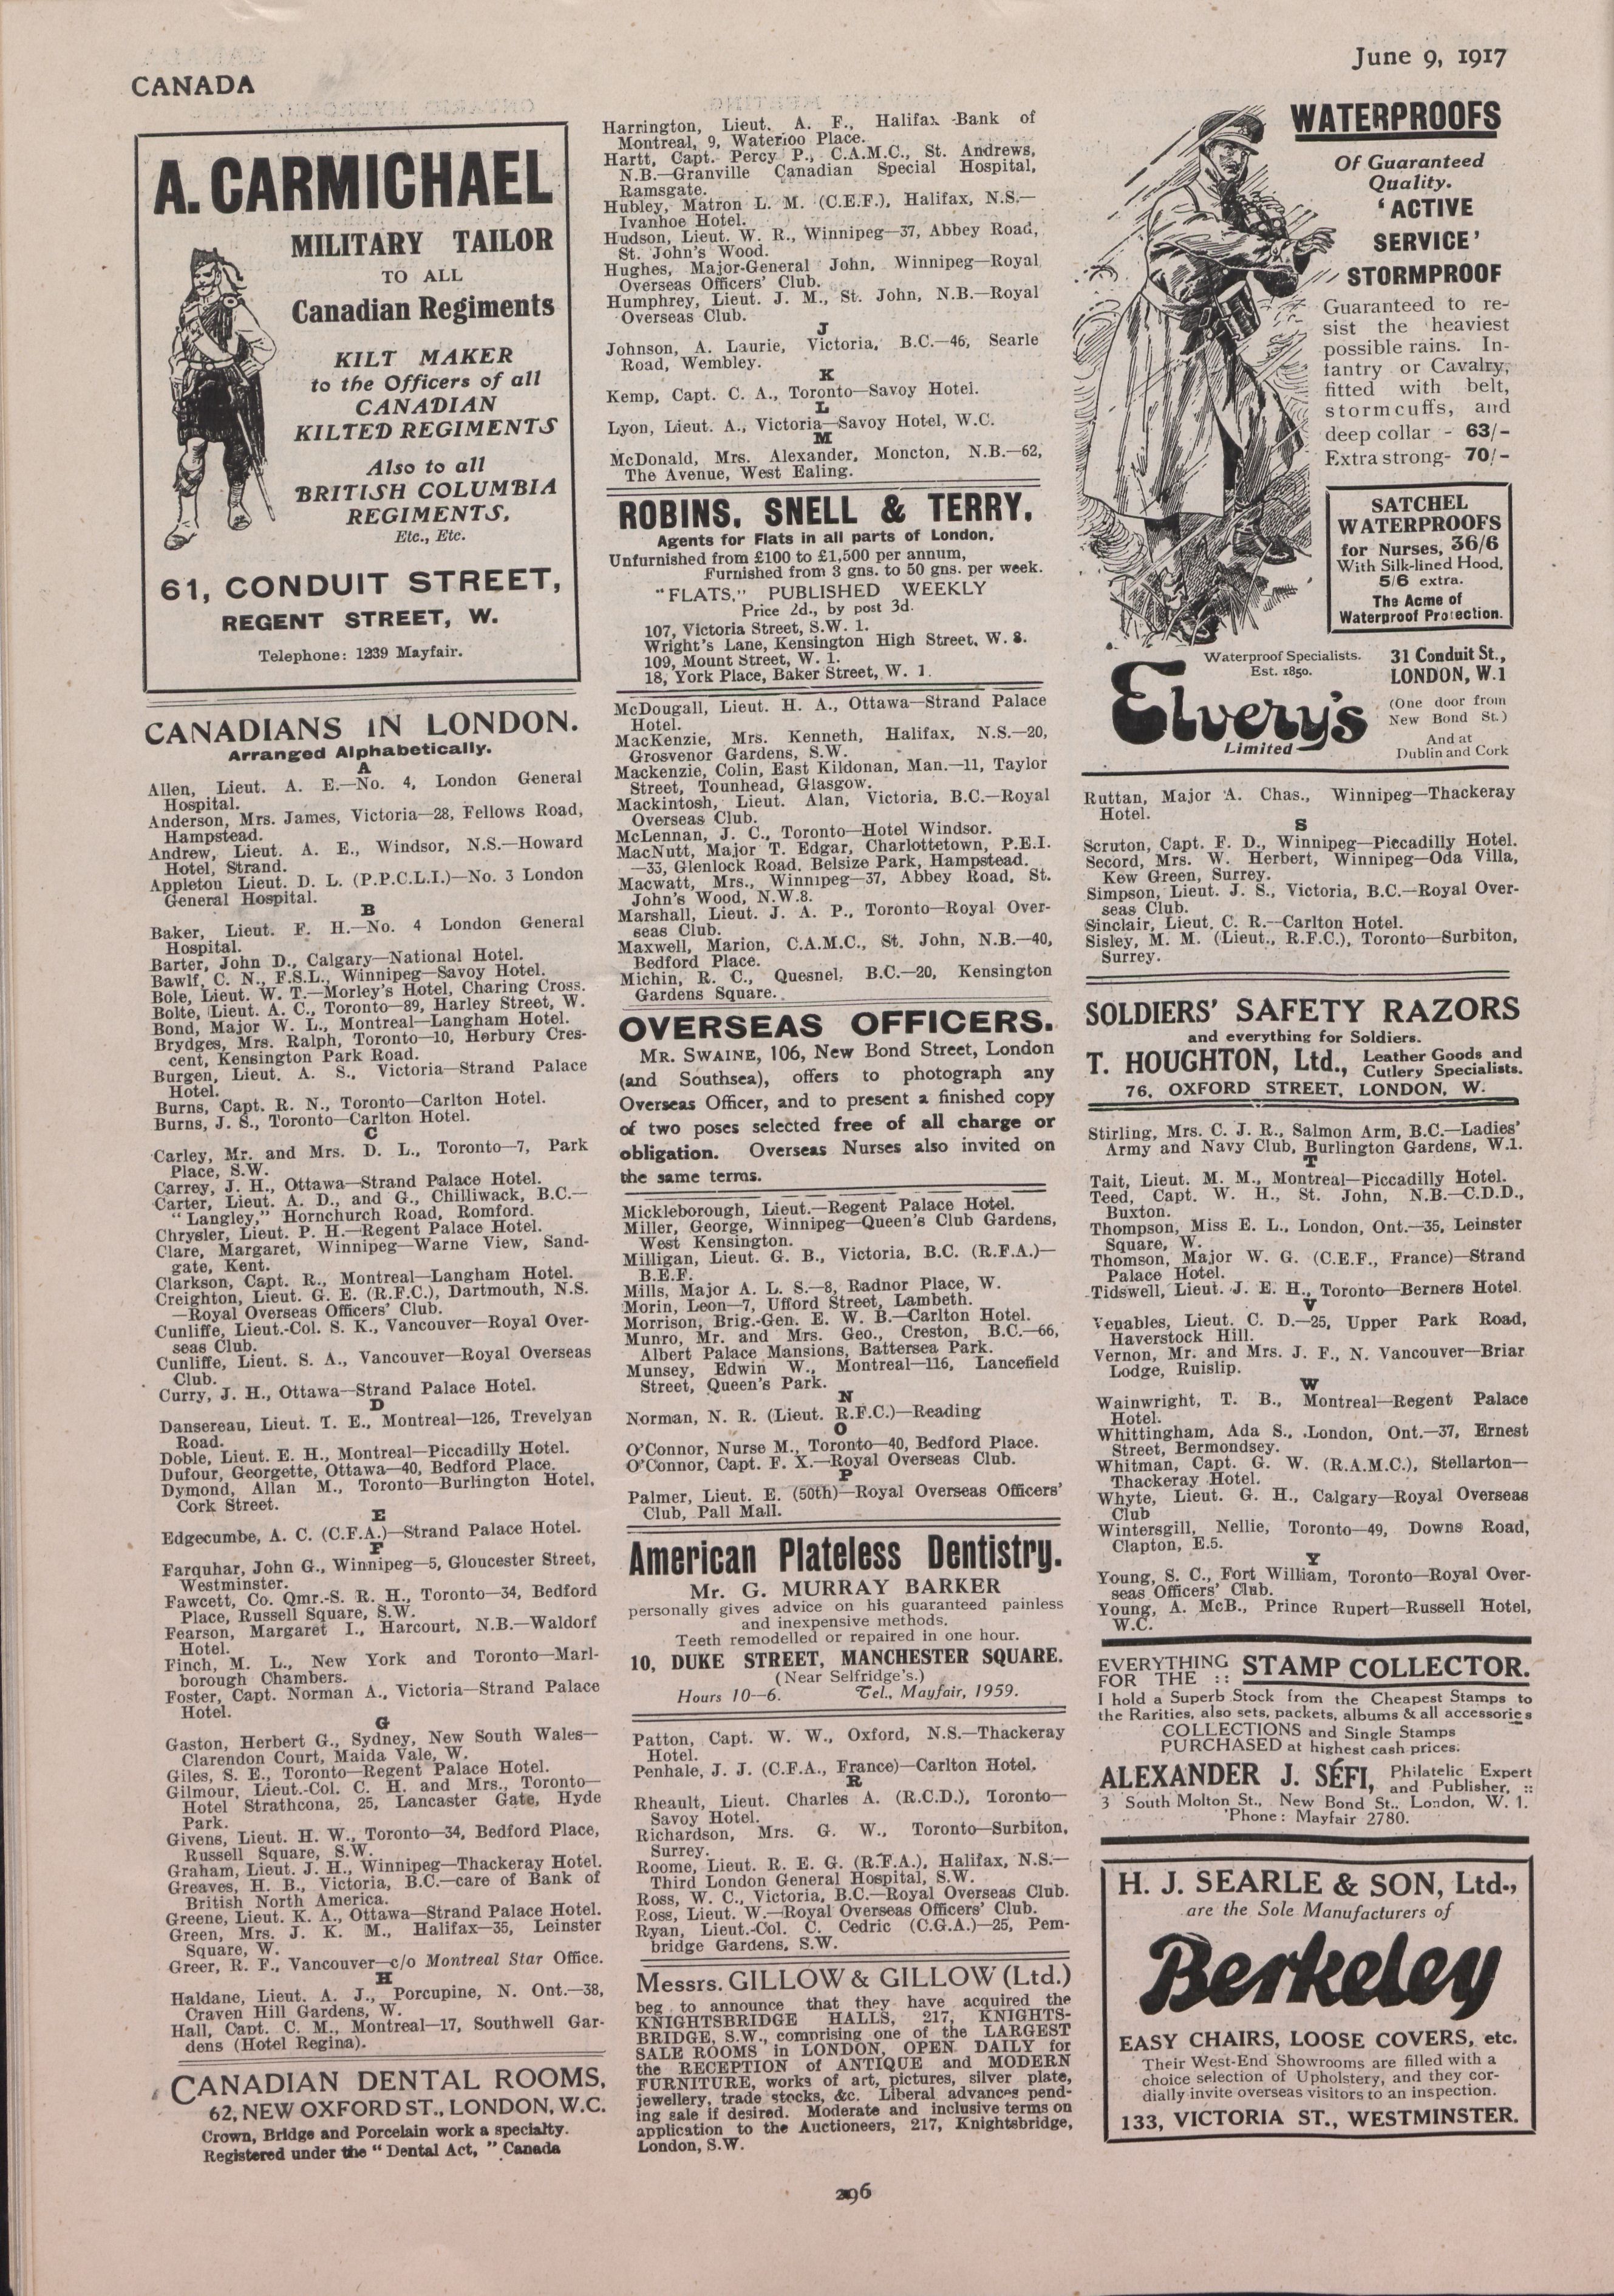 CANADA
June 9, 1917
A. CARMICHAEL
MILITARY TAILOR
TO ALL
Canadian Regiments
KILT MAKER
to the Officers of all
CANADIAN
KILTED REGIMENTS
Also to all
BRITISH COLUMBIA
REGIMENTS,
Etc., Etc.
61, CONDUIT STREET,
REGENT STREET, W.
Telephone: 1239 Mayfair.
CANADIANS IN LONDON.
Arranged Alphabetically.
A
Allen, Lieut. A. E.—No. 4, London General
Hospital.
Anderson, Mrs. James, Victoria—28, Fellows Road,
Hampstead.
Andrew, Lieut. A. E., Windsor, N.S.—Howard
Hotel, Strand.
Appleton Lieut. D. L. (P.P.C.L.I.)—No. 3 London
General Hospital.
B
Baker, Lieut. F. H.—No. 4 London General
Hospital.
Barter, John D., Calgary—National Hotel.
Bawlf, C. N., F.S.L., Winnipeg—Savoy Hotel.
Bole, Lieut. W. T.—Morley's Hotel, Charing Cross.
Bolte, Lieut. A. C., Toronto—89, Harley Street, W.
Bond, Major W. L., Montreal—Langham Hotel.
Brydges, Mrs. Ralph, Toronto—10, Horbury Cres-
cent, Kensington Park Road.
Burgen, Lieut. A. S., Victoria—Strand Palace
Hotel.
Burns, Capt. R. N., Toronto—Carlton Hotel.
Burns, J. S., Toronto—Carlton Hotel.
C
Carley, Mr. and Mrs. D. L., Toronto—7, Park
Place, S.W.
Carrey, J. H., Ottawa—Strand Palace Hotel.
Carter, Lieut. A. D., and G., Chilliwack, B.C.—
"Langley," Hornchurch Road, Romford.
Chrysler, Lieut. P. H.—Regent Palace Hotel.
Clare, Margaret, Winnipeg—Warne View, Sand-
gate, Kent.
Clarkson, Capt. R., Montreal—Langham Hotel.
Creighton, Lieut. G. E. (R.F.C.), Dartmouth, N.S.
—Royal Overseas Officers' Club.
Cunliffe, Lieut.-Col. S. K., Vancouver—Royal Over-
seas Club.
Cunliffe, Lieut. S. A., Vancouver—Royal Overseas
Club.
Curry, J. H., Ottawa—Strand Palace Hotel.
D
Dansereau, Lieut. T. E., Montreal—126, Trevelyan
Road.
Doble, Lieut. E. H., Montreal—Piccadilly Hotel.
Dufour, Georgette, Ottawa—40, Bedford Place.
Dymond, Allan M., Toronto—Burlington Hotel,
Cork Street.
E
Edgecumbe, A. C. (C.F.A.)—Strand Palace Hotel.
F
Farquhar, John G., Winnipeg—5, Gloucester Street,
Westminster.
Fawcett, Co. Qmr.-S. R. H., Toronto—34, Bedford
Place, Russell Square, S.W.
Fearson, Margaret I., Harcourt, N.B.—Waldorf
Hotel.
Finch, M. L., New York and Toronto—Marl-
borough Chambers.
Foster, Capt. Norman A., Victoria—Strand Palace
Hotel.
G
Gaston, Herbert G., Sydney, New South Wales—
Clarendon Court, Maida Vale, W.
Giles, S. E., Toronto—Regent Palace Hotel.
Gilmour, Lieut.-Col. C. H. and Mrs., Toronto—
Hotel Strathcona, 25, Lancaster Gate, Hyde
Park.
Givens, Lieut. H. W., Toronto—34, Bedford Place,
Russell Square, S.W.
Graham, Lieut. J. H., Winnipeg—Thackeray Hotel.
Greaves, H. B., Victoria, B.C.—care of Bank of
British North America.
Greene, Lieut. K. A., Ottawa—Strand Palace Hotel.
Green, Mrs. J. K. M., Halifax—35, Leinster
Square, W.
Greer, R. F., Vancouver—c/o Montreal Star Office.
H
Haldane, Lieut. A. J., Porcupine, N. Ont.—38,
Craven Hill Gardens, W.
Hall, Capt. C. M., Montreal—17, Southwell Gar-
dens (Hotel Regina).
CANADIAN DENTAL ROOMS,
62, NEW OXFORD ST., LONDON, W.C.
Crown, Bridge and Porcelain work a specialty.
Registered under the "Dental Act," Canada
Harrington, Lieut. A. F., Halifax—Bank of
Montreal, 9, Waterloo Place.
Hartt, Capt. Percy P., C.A.M.C., St. Andrews,
N.B.—Granville Canadian Special Hospital,
Ramsgate.
Hubley, Matron L. M. (C.E.F.), Halifax, N.S.—
Ivanhoe Hotel.
Hudson, Lieut. W. R., Winnipeg—37, Abbey Road,
St. John's Wood.
Hughes, Major-General John, Winnipeg—Royal
Overseas Officers' Club.
Humphrey, Lieut. J. M., St. John, N.B.—Royal
Overseas Club.
J
Johnson, A. Laurie, Victoria, B.C.—46, Searle
Road, Wembley.
K
Kemp, Capt. C. A., Toronto—Savoy Hotel.
L
Lyon, Lieut. A., Victoria—Savoy Hotel, W.C.
M
McDonald, Mrs. Alexander, Moncton, N.B.—62,
The Avenue, West Ealing.
ROBINS, SNELL & TERRY,
Agents for Flats in all parts of London,
Unfurnished from £100 to £1,500 per annum,
Furnished from 3 gns. to 50 gns. per week.
"FLATS," PUBLISHED WEEKLY
Price 2d., by post 3d.
107, Victoria Street, S.W. 1.
Wright's Lane, Kensington High Street, W. 8.
109, Mount Street, W. 1.
18, York Place, Baker Street, W. 1.
McDougall, Lieut. H. A., Ottawa—Strand Palace
Hotel.
MacKenzie, Mrs. Kenneth, Halifax, N.S.—20,
Grosvenor Gardens, S.W.
Mackenzie, Colin, East Kildonan, Man.—11, Taylor
Street, Tounhead, Glasgow.
Mackintosh, Lieut. Alan, Victoria, B.C.—Royal
Overseas Club.
McLennan, J. C., Toronto—Hotel Windsor.
MacNutt, Major T. Edgar, Charlottetown, P.E.I.
—33, Glenlock Road, Belsize Park, Hampstead.
Macwatt, Mrs., Winnipeg—37, Abbey Road, St.
John's Wood, N.W.8.
Marshall, Lieut. J. A. P., Toronto—Royal Over-
seas Club.
Maxwell, Marion, C.A.M.C., St. John, N.B.—40,
Bedford Place.
Michin, R. C., Quesnel, B.C.—20, Kensington
Gardens Square.
OVERSEAS OFFICERS.
MR. SWAINE, 106, New Bond Street, London
(and Southsea), offers to photograph any
Overseas Officer, and to present a finished copy
of two poses selected free of all charge or
obligation. Overseas Nurses also invited on
the same terms.
Mickleborough, Lieut.—Regent Palace Hotel.
Miller, George, Winnipeg—Queen's Club Gardens,
West Kensington.
Milligan, Lieut. G. B., Victoria, B.C. (R.F.A.)—
B.E.F.
Mills, Major A. L. S.—8, Radnor Place, W.
Morin, Leon—7, Ufford Street, Lambeth.
Morrison, Brig.-Gen. E. W. B.—Carlton Hotel.
Munro, Mr. and Mrs. Geo., Creston, B.C.—66,
Albert Palace Mansions, Battersea Park.
Munsey, Edwin W., Montreal—116, Lancefield
Street, Queen's Park.
N
Norman, N. R. (Lieut. R.F.C.)—Reading
O
O'Connor, Nurse M., Toronto—40, Bedford Place.
O'Connor, Capt. F. X.—Royal Overseas Club.
P
Palmer, Lieut. E. (50th)—Royal Overseas Officers'
Club, Pall Mall.
American Plateless Dentistry.
Mr. G. MURRAY BARKER
personally gives advice on his guaranteed painless
and inexpensive methods.
Teeth remodelled or repaired in one hour.
10, DUKE STREET, MANCHESTER SQUARE.
(Near Selfridge's.)
Hours 10—6. Tel., Mayfair, 1959.
Patton, Capt. W. W., Oxford, N.S.—Thackeray
Hotel.
Penhale, J. J. (C.F.A., France)—Carlton Hotel.
R
Rheault, Lieut. Charles A. (R.C.D.), Toronto—
Savoy Hotel.
Richardson, Mrs. G. W., Toronto—Surbiton,
Surrey.
Roome, Lieut. R. E. G. (R.F.A.), Halifax, N.S.—
Third London General Hospital, S.W.
Ross, W. C., Victoria, B.C.—Royal Overseas Club.
Ross, Lieut. W.—Royal Overseas Officers' Club.
Ryan, Lieut.-Col. C. Cedric (C.G.A.)—25, Pem-
bridge Gardens, S.W.
Messrs. GILLOW & GILLOW (Ltd.)
beg to announce that they have acquired the
KNIGHTSBRIDGE HALLS, 217, KNIGHTS-
BRIDGE, S.W., comprising one of the LARGEST
SALE ROOMS in LONDON, OPEN DAILY for
the RECEPTION of ANTIQUE and MODERN
FURNITURE, works of art, pictures, silver plate,
jewellery, trade stocks, &c. Liberal advances pend-
ing sale if desired. Moderate and inclusive terms on
application to the Auctioneers, 217, Knightsbridge,
London, S.W.
WATERPROOFS
Of Guaranteed
Quality.
'ACTIVE
SERVICE'
STORMPROOF
Guaranteed to re-
sist the heaviest
possible rains. In-
fantry or Cavalry,
fitted with belt,
stormcuffs, and
deep collar - 63/-
Extra strong- 70/-
SATCHEL
WATERPROOFS
for Nurses, 36/6
With Silk-lined Hood,
5/6 extra.
The Acme of
Waterproof Protection.
Waterproof Specialists.
Est. 1850.
Elvery's
Limited
31 Conduit St.,
LONDON, W.1
(One door from
New Bond St.)
And at
Dublin and Cork
Ruttan, Major A. Chas., Winnipeg—Thackeray
Hotel.
S
Scruton, Capt. F. D., Winnipeg—Piccadilly Hotel.
Secord, Mrs. W. Herbert, Winnipeg—Oda Villa,
Kew Green, Surrey.
Simpson, Lieut. J. S., Victoria, B.C.—Royal Over-
seas Club.
Sinclair, Lieut. C. R.—Carlton Hotel.
Sisley, M. M. (Lieut., R.F.C.), Toronto—Surbiton,
Surrey.
SOLDIERS' SAFETY RAZORS
and everything for Soldiers.
T. HOUGHTON, Ltd., Leather Goods and
Cutlery Specialists.
76, OXFORD STREET, LONDON, W.
Stirling, Mrs. C. J. R., Salmon Arm, B.C.—Ladies'
Army and Navy Club, Burlington Gardens, W.1.
T
Tait, Lieut. M. M., Montreal—Piccadilly Hotel.
Teed, Capt. W. H., St. John, N.B.—C.D.D.,
Buxton.
Thompson, Miss E. L., London, Ont.—35, Leinster
Square, W.
Thomson, Major W. G. (C.E.F., France)—Strand
Palace Hotel.
Tidswell, Lieut. J. E. H., Toronto—Berners Hotel.
V
Venables, Lieut. C. D.—25, Upper Park Road,
Haverstock Hill.
Vernon, Mr. and Mrs. J. F., N. Vancouver—Briar
Lodge, Ruislip.
W
Wainwright, T. B., Montreal—Regent Palace
Hotel.
Whittingham, Ada S., London, Ont.—37, Ernest
Street, Bermondsey.
Whitman, Capt. G. W. (R.A.M.C.), Stellarton—
Thackeray Hotel.
Whyte, Lieut. G. H., Calgary—Royal Overseas
Club
Wintersgill, Nellie, Toronto—49, Downs Road,
Clapton, E.5.
Y
Young, S. C., Fort William, Toronto—Royal Over-
seas Officers' Club.
Young, A. McB., Prince Rupert—Russell Hotel,
W.C.
EVERYTHING
FOR THE :: STAMP COLLECTOR.
I hold a Superb Stock from the Cheapest Stamps to
the Rarities, also sets, packets, albums & all accessories
COLLECTIONS and Single Stamps
PURCHASED at highest cash prices.
ALEXANDER J. SÉFI, Philatelic Expert
and Publisher, ::
3 South Molton St., New Bond St., London, W. 1.
'Phone: Mayfair 2780.
H. J. SEARLE & SON, Ltd.,
are the Sole Manufacturers of
Berkeley
EASY CHAIRS, LOOSE COVERS, etc.
Their West-End Showrooms are filled with a
choice selection of Upholstery, and they cor-
dially invite overseas visitors to an inspection.
133, VICTORIA ST., WESTMINSTER.
296